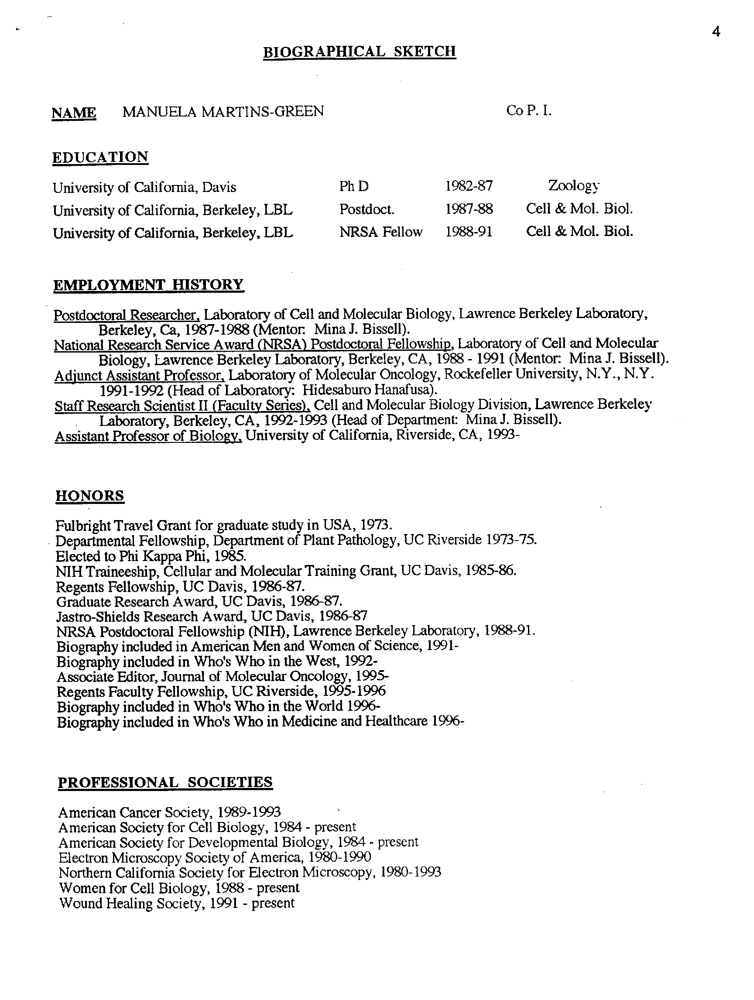 4
BIOGRAPHICAL SKETCH
NAME MANUELA MARTINS-GREEN Co P. I.
EDUCATION
University of California, Davis Ph D 1982-87 Zoology
University of California, Berkeley, LBL Postdoct. 1987-88 Cell & Mol. Biol.
University of California, Berkeley, LBL NRSA Fellow 1988-91 Cell & Mol. Biol.
EMPLOYMENT HISTORY
Postdoctoral Researcher, Laboratory of Cell and Molecular Biology, Lawrence Berkeley Laboratory,
Berkeley, Ca, 1987-1988 (Mentor: Mina J. Bissell).
National Research Service Award (NRSA) Postdoctoral Fellowship, Laboratory of Cell and Molecular
Biology, Lawrence Berkeley Laboratory, Berkeley, CA, 1988 - 1991 (Mentor: Mina J. Bissell).
Adjunct Assistant Professor, Laboratory of Molecular Oncology, Rockefeller University, N.Y., N.Y.
1991-1992 (Head of Laboratory: Hidesaburo Hanafusa).
Staff Research Scientist II (Faculty Series), Cell and Molecular Biology Division, Lawrence Berkeley
Laboratory, Berkeley, CA, 1992-1993 (Head of Department: Mina J. Bissell).
Assistant Professor of Biology, University of California, Riverside, CA, 1993-
HONORS
Fulbright Travel Grant for graduate study in USA, 1973.
Departmental Fellowship, Department of Plant Pathology, UC Riverside 1973-75.
Elected to Phi Kappa Phi, 1985.
NIH Traineeship, Cellular and Molecular Training Grant, UC Davis, 1985-86.
Regents Fellowship, UC Davis, 1986-87.
Graduate Research Award, UC Davis, 1986-87.
Jastro-Shields Research Award, UC Davis, 1986-87
NRSA Postdoctoral Fellowship (NIH), Lawrence Berkeley Laboratory, 1988-91.
Biography included in American Men and Women of Science, 1991-
Biography included in Who's Who in the West, 1992-
Associate Editor, Journal of Molecular Oncology, 1995-
Regents Faculty Fellowship, UC Riverside, 1995-1996
Biography included in Who's Who in the World 1996-
Biography included in Who's Who in Medicine and Healthcare 1996-
PROFESSIONAL SOCIETIES
American Cancer Society, 1989-1993
American Society for Cell Biology, 1984 - present
American Society for Developmental Biology, 1984 - present
Electron Microscopy Society of America, 1980-1990
Northern California Society for Electron Microscopy, 1980-1993
Women for Cell Biology, 1988 - present
Wound Healing Society, 1991 - present